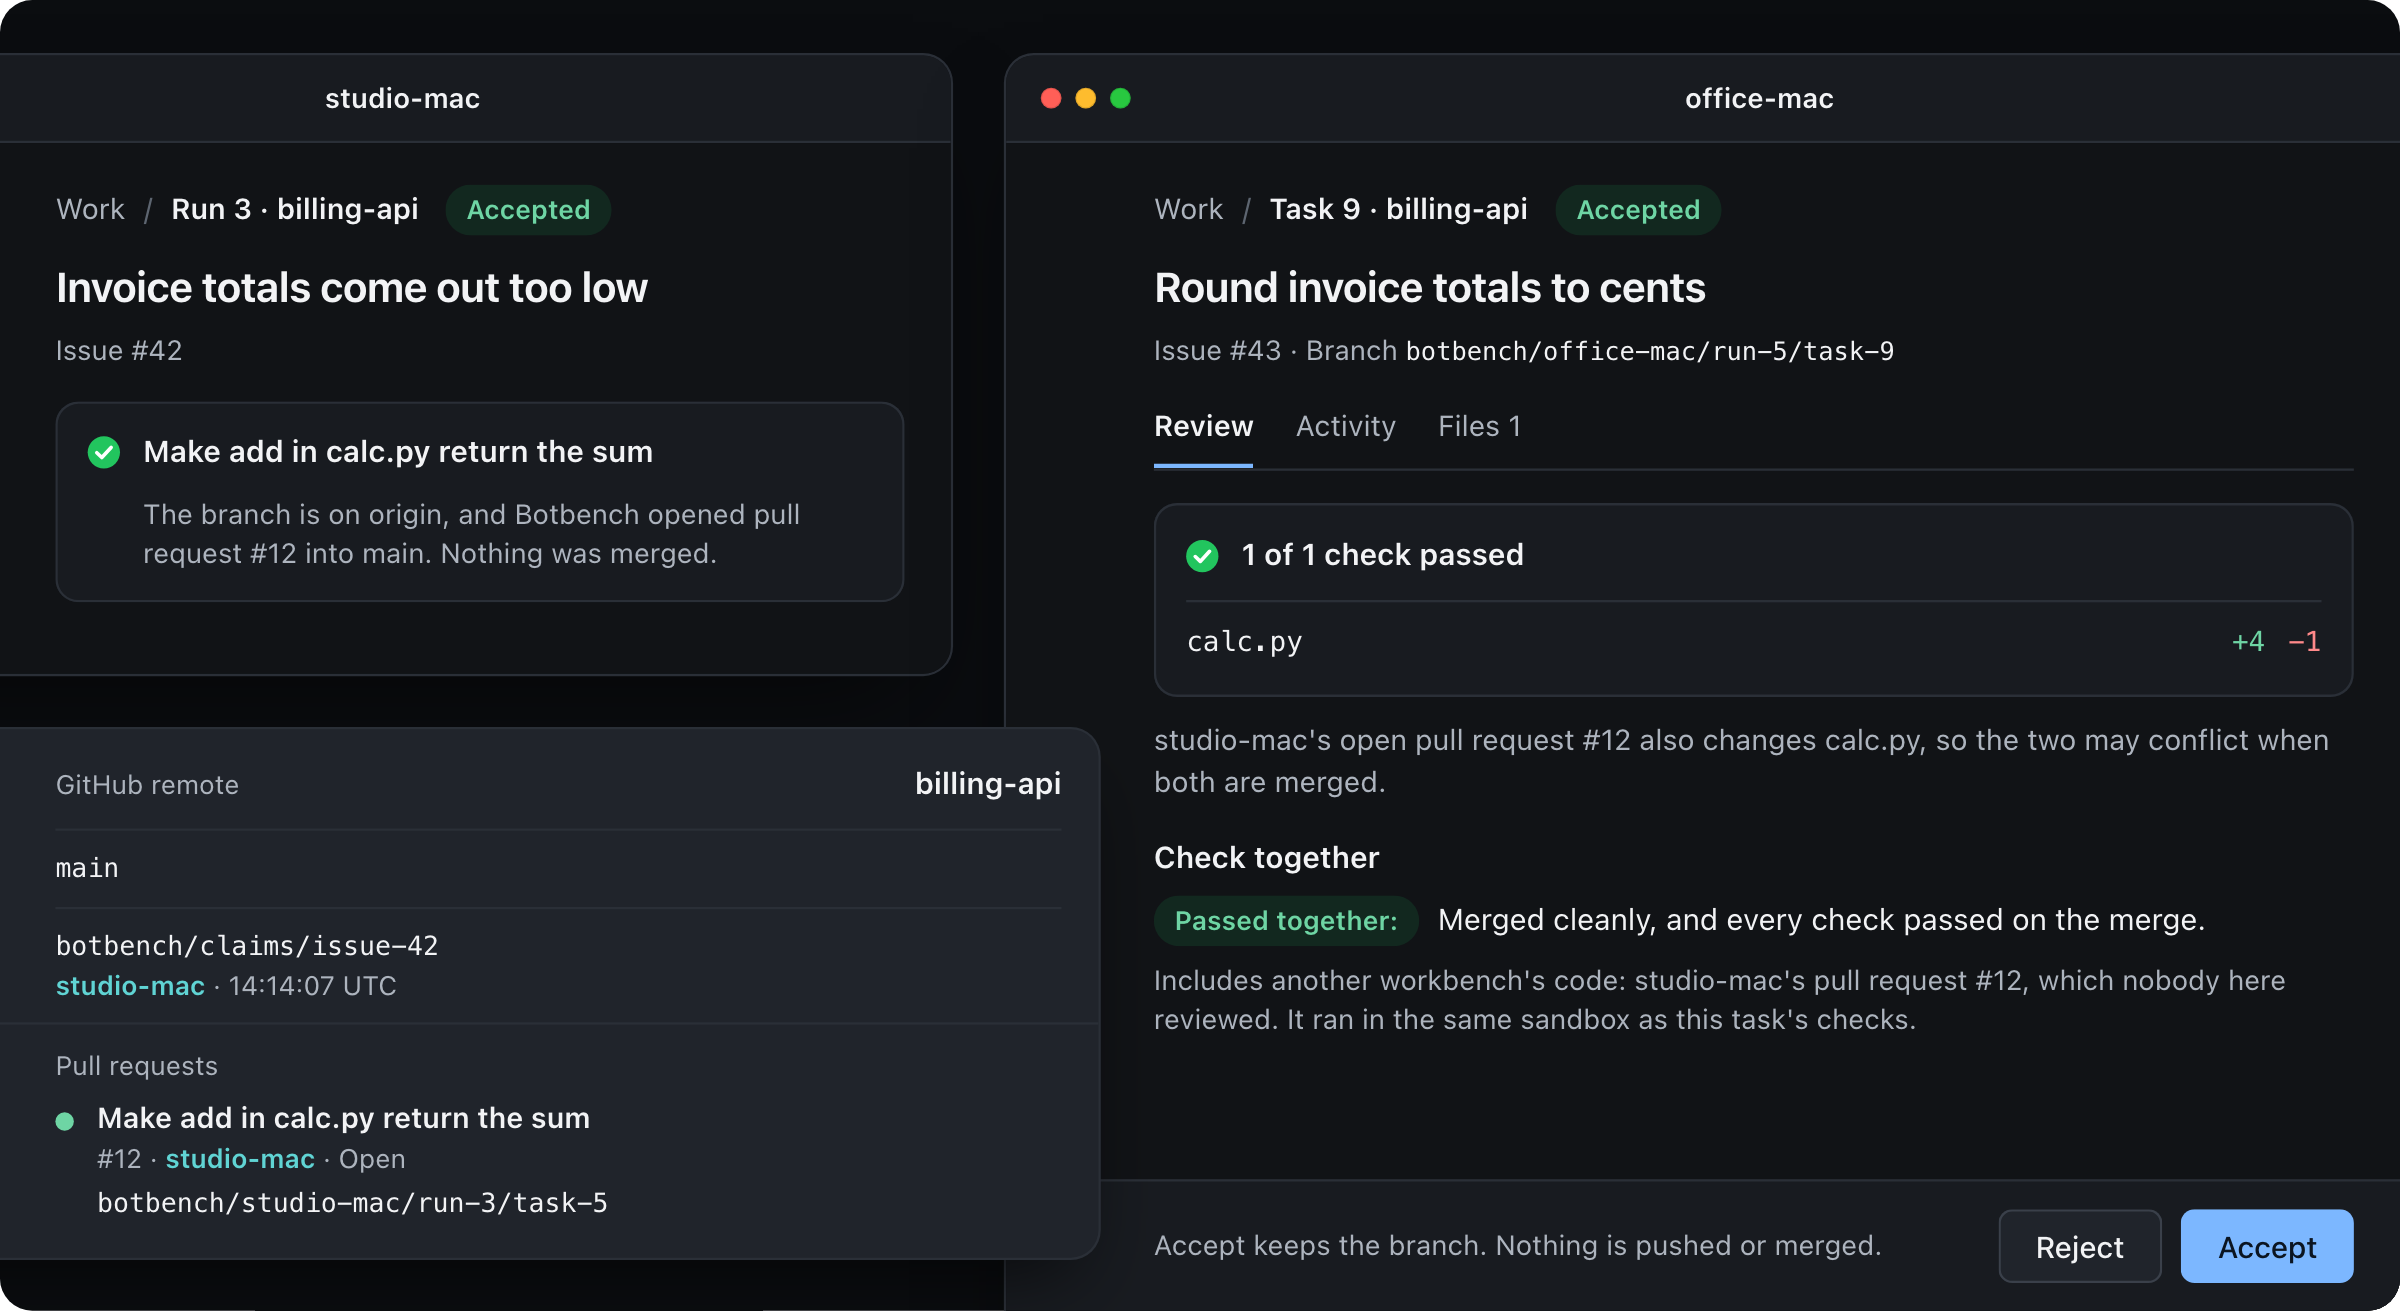 studio-mac
Work / Run 3 · billing-api Accepted
Invoice totals come out too low
Issue #42
Make add in calc.py return the sum
The branch is on origin, and Botbench opened pull
request #12 into main. Nothing was merged.
GitHub remote billing-api
main
botbench/claims/issue-42
studio-mac · 14:14:07 UTC
Pull requests
Make add in calc.py return the sum
#12 · studio-mac · Open
botbench/studio-mac/run-3/task-5
office-mac
Work / Task 9 · billing-api Accepted
Round invoice totals to cents
Issue #43 · Branch botbench/office-mac/run-5/task-9
Review Activity Files 1
1 of 1 check passed
calc.py +4 −1
studio-mac's open pull request #12 also changes calc.py, so the two may conflict when
both are merged.
Check together
Passed together: Merged cleanly, and every check passed on the merge.
Includes another workbench's code: studio-mac's pull request #12, which nobody here
reviewed. It ran in the same sandbox as this task's checks.
Accept keeps the branch. Nothing is pushed or merged. Reject Accept